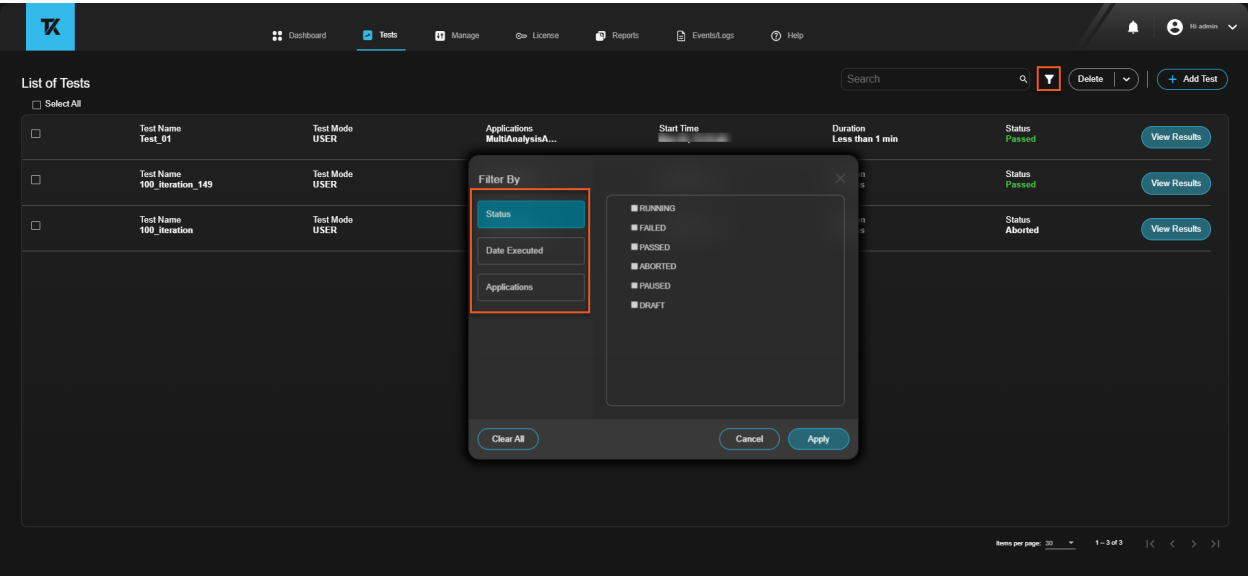 TK
Dashboard Tests Manage License Reports Events/Logs Help Hi admin
List of Tests
Search
Delete
+ Add Test
Select All
Test Name Test Mode Applications Start Time Duration Status
Test_01 USER MultiAnalysisA... Less than 1 min Passed View Results
Test Name Test Mode Status
100_iteration_149 USER Passed View Results
Test Name Test Mode Status
100_iteration USER Aborted View Results
Filter By
Status
Date Executed
Applications
RUNNING
FAILED
PASSED
ABORTED
PAUSED
DRAFT
Clear All Cancel Apply
Items per page: 30 1 – 3 of 3